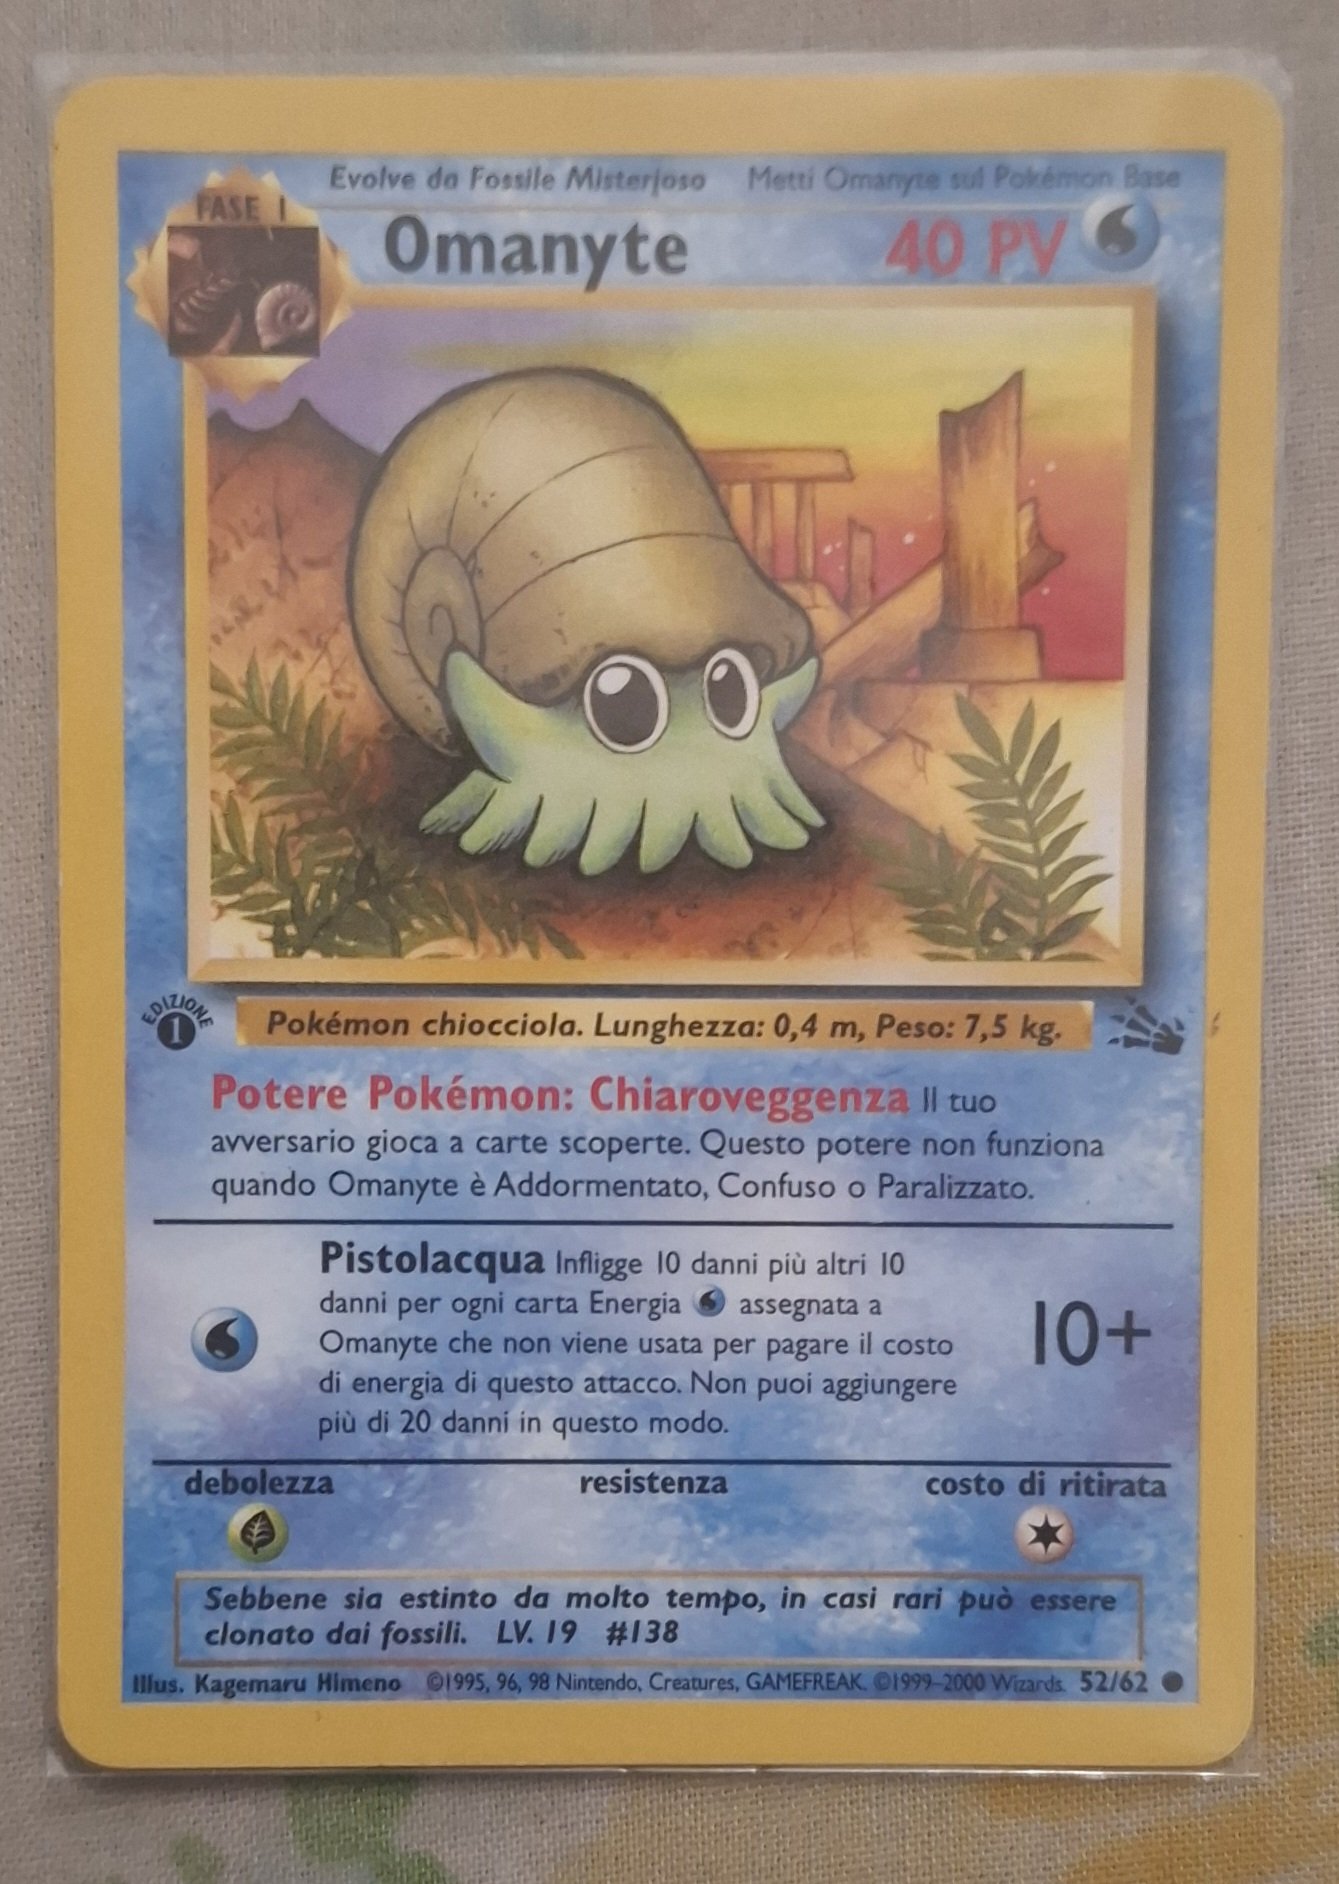 Evolve da Fossile Misterioso Metti Omanyte sul Pokémon Base
FASE 1
Omanyte 40 PV
EDIZIONE
1
Pokémon chiocciola. Lunghezza: 0,4 m, Peso: 7,5 kg.
Potere Pokémon: Chiaroveggenza Il tuo
avversario gioca a carte scoperte. Questo potere non funziona
quando Omanyte è Addormentato, Confuso o Paralizzato.
Pistolacqua Infligge 10 danni più altri 10
danni per ogni carta Energia assegnata a
Omanyte che non viene usata per pagare il costo
di energia di questo attacco. Non puoi aggiungere
più di 20 danni in questo modo.
10+
debolezza resistenza costo di ritirata
Sebbene sia estinto da molto tempo, in casi rari può essere
clonato dai fossili. LV. 19 #138
Illus. Kagemaru Himeno ©1995, 96, 98 Nintendo, Creatures, GAMEFREAK. ©1999-2000 Wizards. 52/62